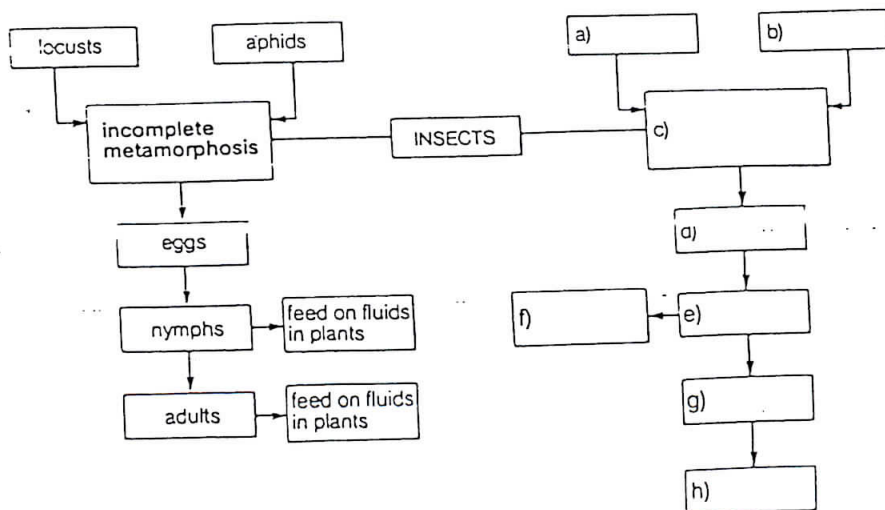 locusts
aphids
a)
b)
incomplete
metamorphosis
INSECTS
c)
eggs
d)
nymphs
feed on fluids
in plants
f)
e)
adults
feed on fluids
in plants
g)
h)